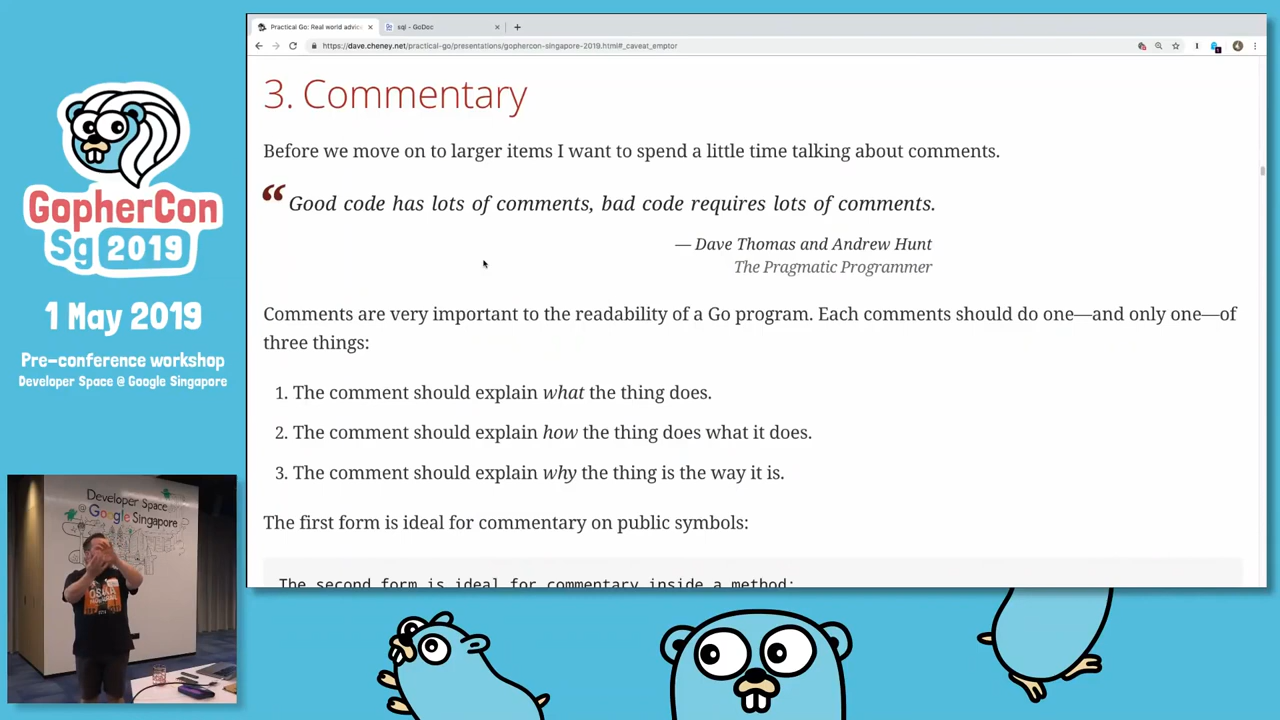 Practical Go: Real world advic
sql - GoDoc
https://dave.cheney.net/practical-go/presentations/gophercon-singapore-2019.html#_caveat_emptor
3. Commentary
Before we move on to larger items I want to spend a little time talking about comments.
“ Good code has lots of comments, bad code requires lots of comments.
— Dave Thomas and Andrew Hunt
The Pragmatic Programmer
Comments are very important to the readability of a Go program. Each comments should do one—and only one—of
three things:
1. The comment should explain what the thing does.
2. The comment should explain how the thing does what it does.
3. The comment should explain why the thing is the way it is.
The first form is ideal for commentary on public symbols:
The second form is ideal for commentary inside a method:
GopherCon
Sg 2019
1 May 2019
Pre-conference workshop
Developer Space @ Google Singapore
Developer Space
@ Google Singapore
OSAKA